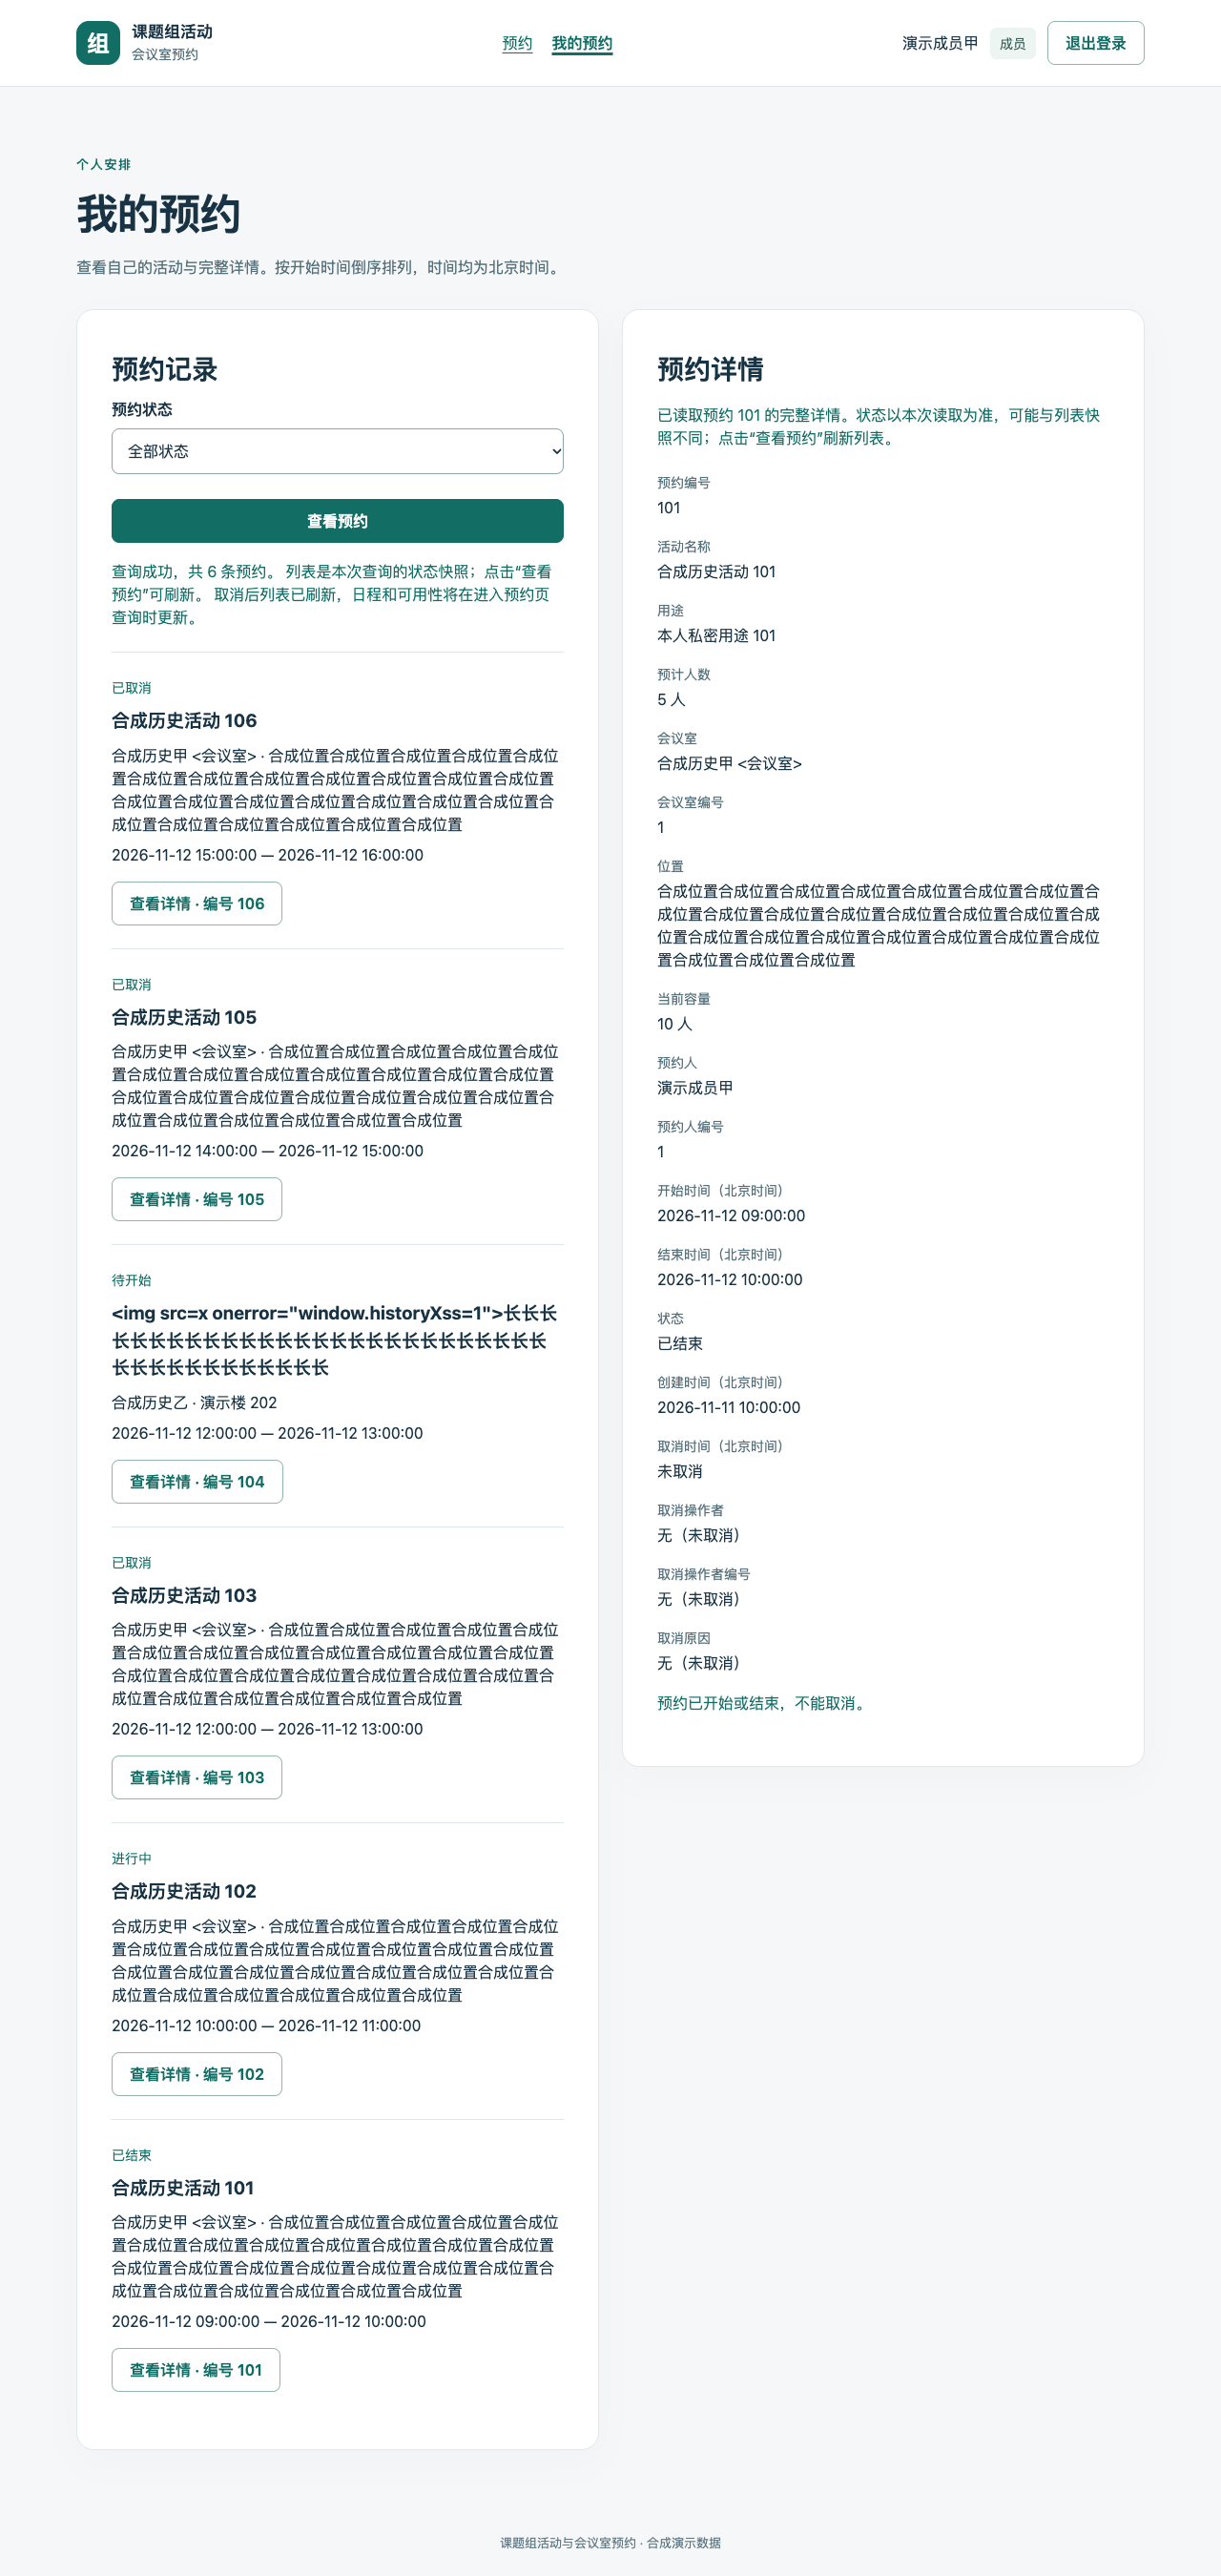 组
课题组活动
会议室预约
预约
我的预约
演示成员甲
成员
退出登录
个人安排
我的预约
查看自己的活动与完整详情。按开始时间倒序排列，时间均为北京时间。
预约记录
预约状态
全部状态
查看预约
查询成功，共 6 条预约。 列表是本次查询的状态快照；点击“查看
预约”可刷新。 取消后列表已刷新，日程和可用性将在进入预约页
查询时更新。
已取消
合成历史活动 106
合成历史甲 <会议室> · 合成位置合成位置合成位置合成位置合成位
置合成位置合成位置合成位置合成位置合成位置合成位置合成位置
合成位置合成位置合成位置合成位置合成位置合成位置合成位置合
成位置合成位置合成位置合成位置合成位置合成位置
2026-11-12 15:00:00 — 2026-11-12 16:00:00
查看详情 · 编号 106
已取消
合成历史活动 105
合成历史甲 <会议室> · 合成位置合成位置合成位置合成位置合成位
置合成位置合成位置合成位置合成位置合成位置合成位置合成位置
合成位置合成位置合成位置合成位置合成位置合成位置合成位置合
成位置合成位置合成位置合成位置合成位置合成位置
2026-11-12 14:00:00 — 2026-11-12 15:00:00
查看详情 · 编号 105
待开始
<img src=x onerror="window.historyXss=1">长长长
长长长长长长长长长长长长长长长长长长长长长长长长
长长长长长长长长长长长长
合成历史乙 · 演示楼 202
2026-11-12 12:00:00 — 2026-11-12 13:00:00
查看详情 · 编号 104
已取消
合成历史活动 103
合成历史甲 <会议室> · 合成位置合成位置合成位置合成位置合成位
置合成位置合成位置合成位置合成位置合成位置合成位置合成位置
合成位置合成位置合成位置合成位置合成位置合成位置合成位置合
成位置合成位置合成位置合成位置合成位置合成位置
2026-11-12 12:00:00 — 2026-11-12 13:00:00
查看详情 · 编号 103
进行中
合成历史活动 102
合成历史甲 <会议室> · 合成位置合成位置合成位置合成位置合成位
置合成位置合成位置合成位置合成位置合成位置合成位置合成位置
合成位置合成位置合成位置合成位置合成位置合成位置合成位置合
成位置合成位置合成位置合成位置合成位置合成位置
2026-11-12 10:00:00 — 2026-11-12 11:00:00
查看详情 · 编号 102
已结束
合成历史活动 101
合成历史甲 <会议室> · 合成位置合成位置合成位置合成位置合成位
置合成位置合成位置合成位置合成位置合成位置合成位置合成位置
合成位置合成位置合成位置合成位置合成位置合成位置合成位置合
成位置合成位置合成位置合成位置合成位置合成位置
2026-11-12 09:00:00 — 2026-11-12 10:00:00
查看详情 · 编号 101
预约详情
已读取预约 101 的完整详情。状态以本次读取为准，可能与列表快
照不同；点击“查看预约”刷新列表。
预约编号
101
活动名称
合成历史活动 101
用途
本人私密用途 101
预计人数
5 人
会议室
合成历史甲 <会议室>
会议室编号
1
位置
合成位置合成位置合成位置合成位置合成位置合成位置合成位置合
成位置合成位置合成位置合成位置合成位置合成位置合成位置合成
位置合成位置合成位置合成位置合成位置合成位置合成位置合成位
置合成位置合成位置合成位置
当前容量
10 人
预约人
演示成员甲
预约人编号
1
开始时间（北京时间）
2026-11-12 09:00:00
结束时间（北京时间）
2026-11-12 10:00:00
状态
已结束
创建时间（北京时间）
2026-11-11 10:00:00
取消时间（北京时间）
未取消
取消操作者
无（未取消）
取消操作者编号
无（未取消）
取消原因
无（未取消）
预约已开始或结束，不能取消。
课题组活动与会议室预约 · 合成演示数据